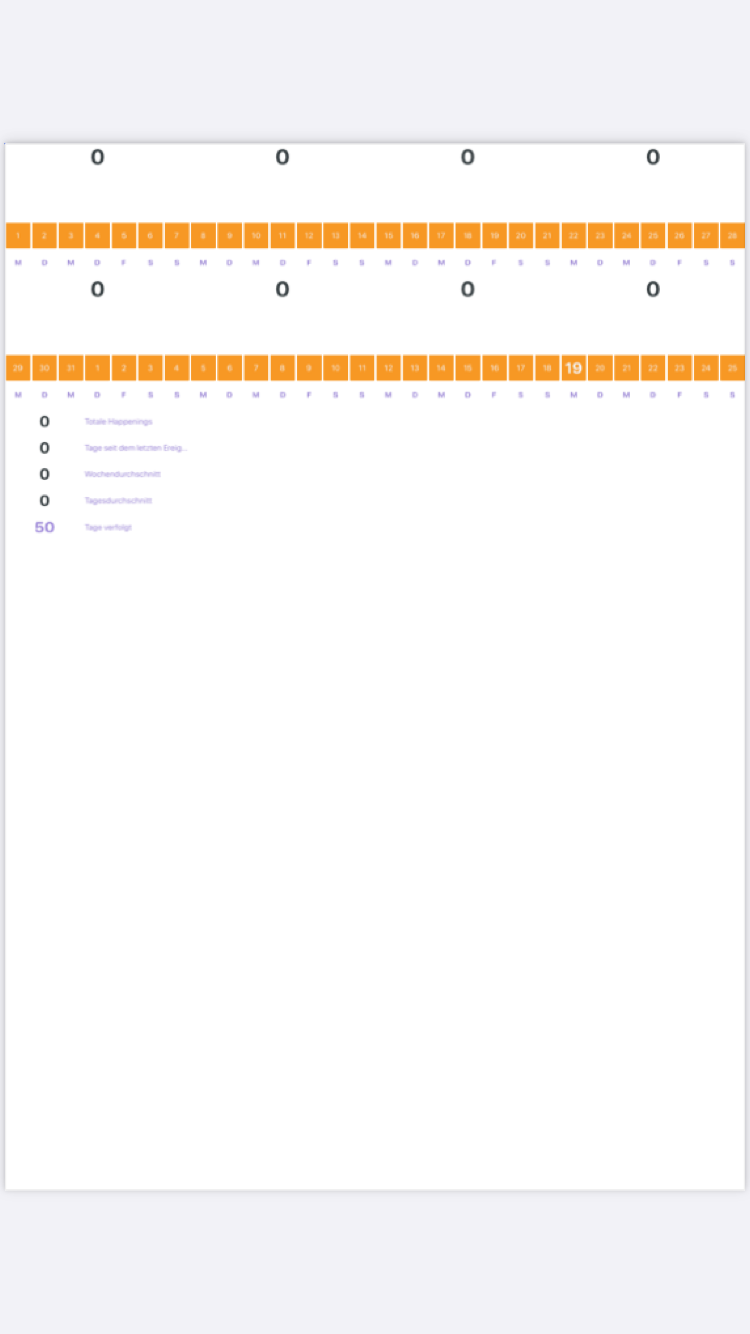 0 0 0 0
1 2 3 4 5 6 7 8 9 10 11 12 13 14 15 16 17 18 19 20 21 22 23 24 25 26 27 28
M D M D F S S M D M D F S S M D M D F S S M D M D F S S
0 0 0 0
29 30 31 1 2 3 4 5 6 7 8 9 10 11 12 13 14 15 16 17 18 19 20 21 22 23 24 25
M D M D F S S M D M D F S S M D M D F S S M D M D F S S
0 Totale Happenings
0 Tage seit dem letzten Ereig...
0 Wochendurchschnitt
0 Tagesdurchschnitt
50 Tage verfolgt